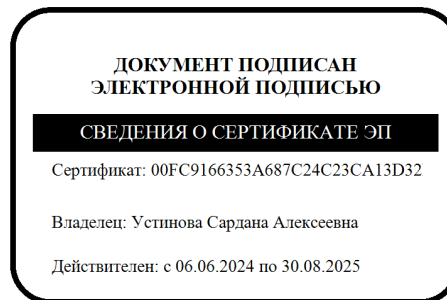 ДОКУМЕНТ ПОДПИСАН
ЭЛЕКТРОННОЙ ПОДПИСЬЮ
СВЕДЕНИЯ О СЕРТИФИКАТЕ ЭП
Сертификат: 00FC9166353A687C24C23CA13D32
Владелец: Устинова Сардана Алексеевна
Действителен: с 06.06.2024 по 30.08.2025